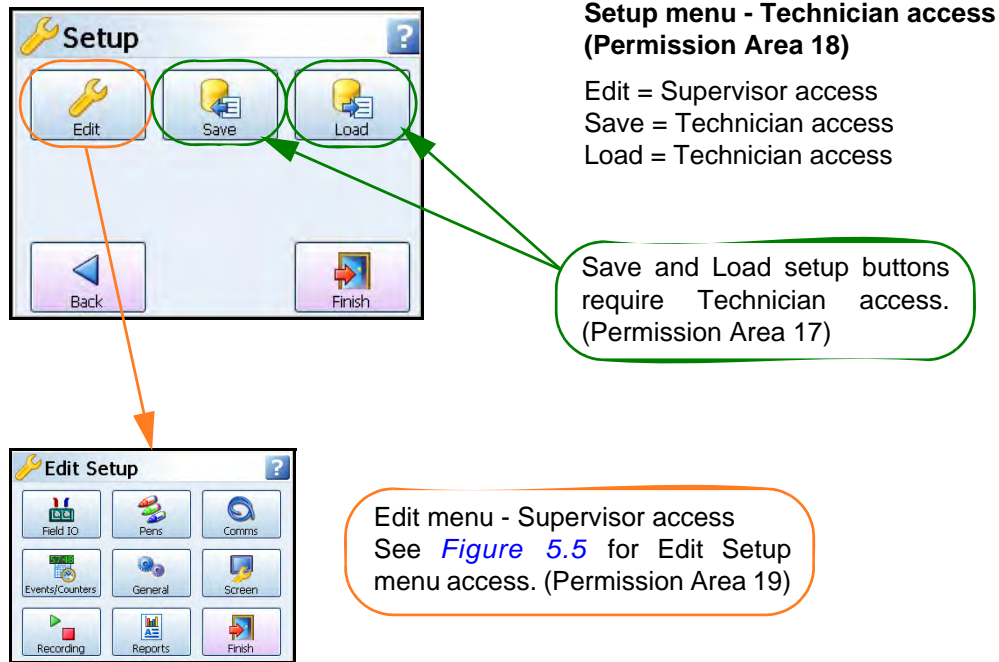 Setup
?
Edit
Save
Load
Back
Finish
Setup menu - Technician access
(Permission Area 18)
Edit = Supervisor access
Save = Technician access
Load = Technician access
Save and Load setup buttons
require Technician access.
(Permission Area 17)
Edit Setup
?
Field IO
Pens
Comms
Events/Counters
General
Screen
Recording
Reports
Finish
Edit menu - Supervisor access
See Figure 5.5 for Edit Setup
menu access. (Permission Area 19)